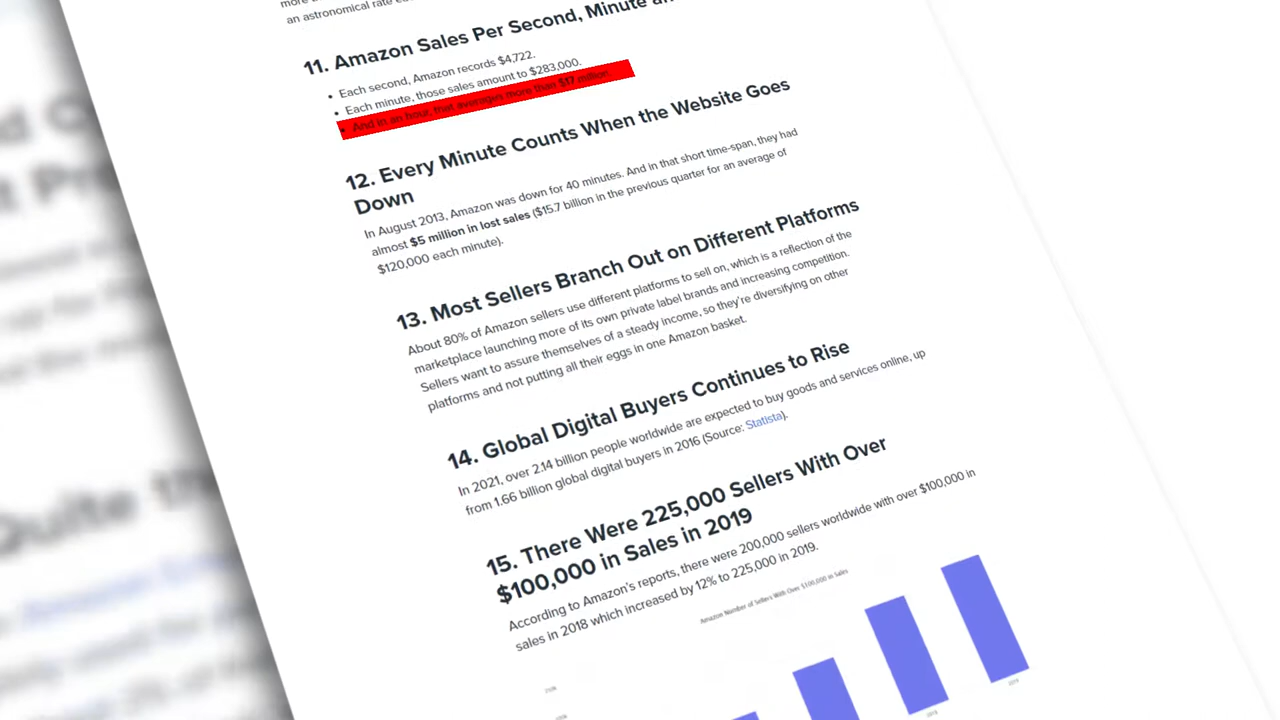 an astronomical rate
11. Amazon Sales Per Second, Minute
• Each second, Amazon records $4,722.
• Each minute, those sales amount to $283,000.
• And in an hour, that averages more than $17 million.
12. Every Minute Counts When the Website Goes
Down
In August 2013, Amazon was down for 40 minutes. And in that short time-span, they had
almost $5 million in lost sales ($15.7 billion in the previous quarter for an average of
$120,000 each minute).
13. Most Sellers Branch Out on Different Platforms
About 80% of Amazon sellers use different platforms to sell on, which is a reflection of the
marketplace launching more of its own private label brands and increasing competition.
Sellers want to assure themselves of a steady income, so they're diversifying on other
platforms and not putting all their eggs in one Amazon basket.
14. Global Digital Buyers Continues to Rise
In 2021, over 2.14 billion people worldwide are expected to buy goods and services online, up
from 1.66 billion global digital buyers in 2016 (Source: Statista).
15. There Were 225,000 Sellers With Over
$100,000 in Sales in 2019
According to Amazon's reports, there were 200,000 sellers worldwide with over $100,000 in
sales in 2018 which increased by 12% to 225,000 in 2019.
Amazon Number of Sellers With Over $100,000 in Sales
2019